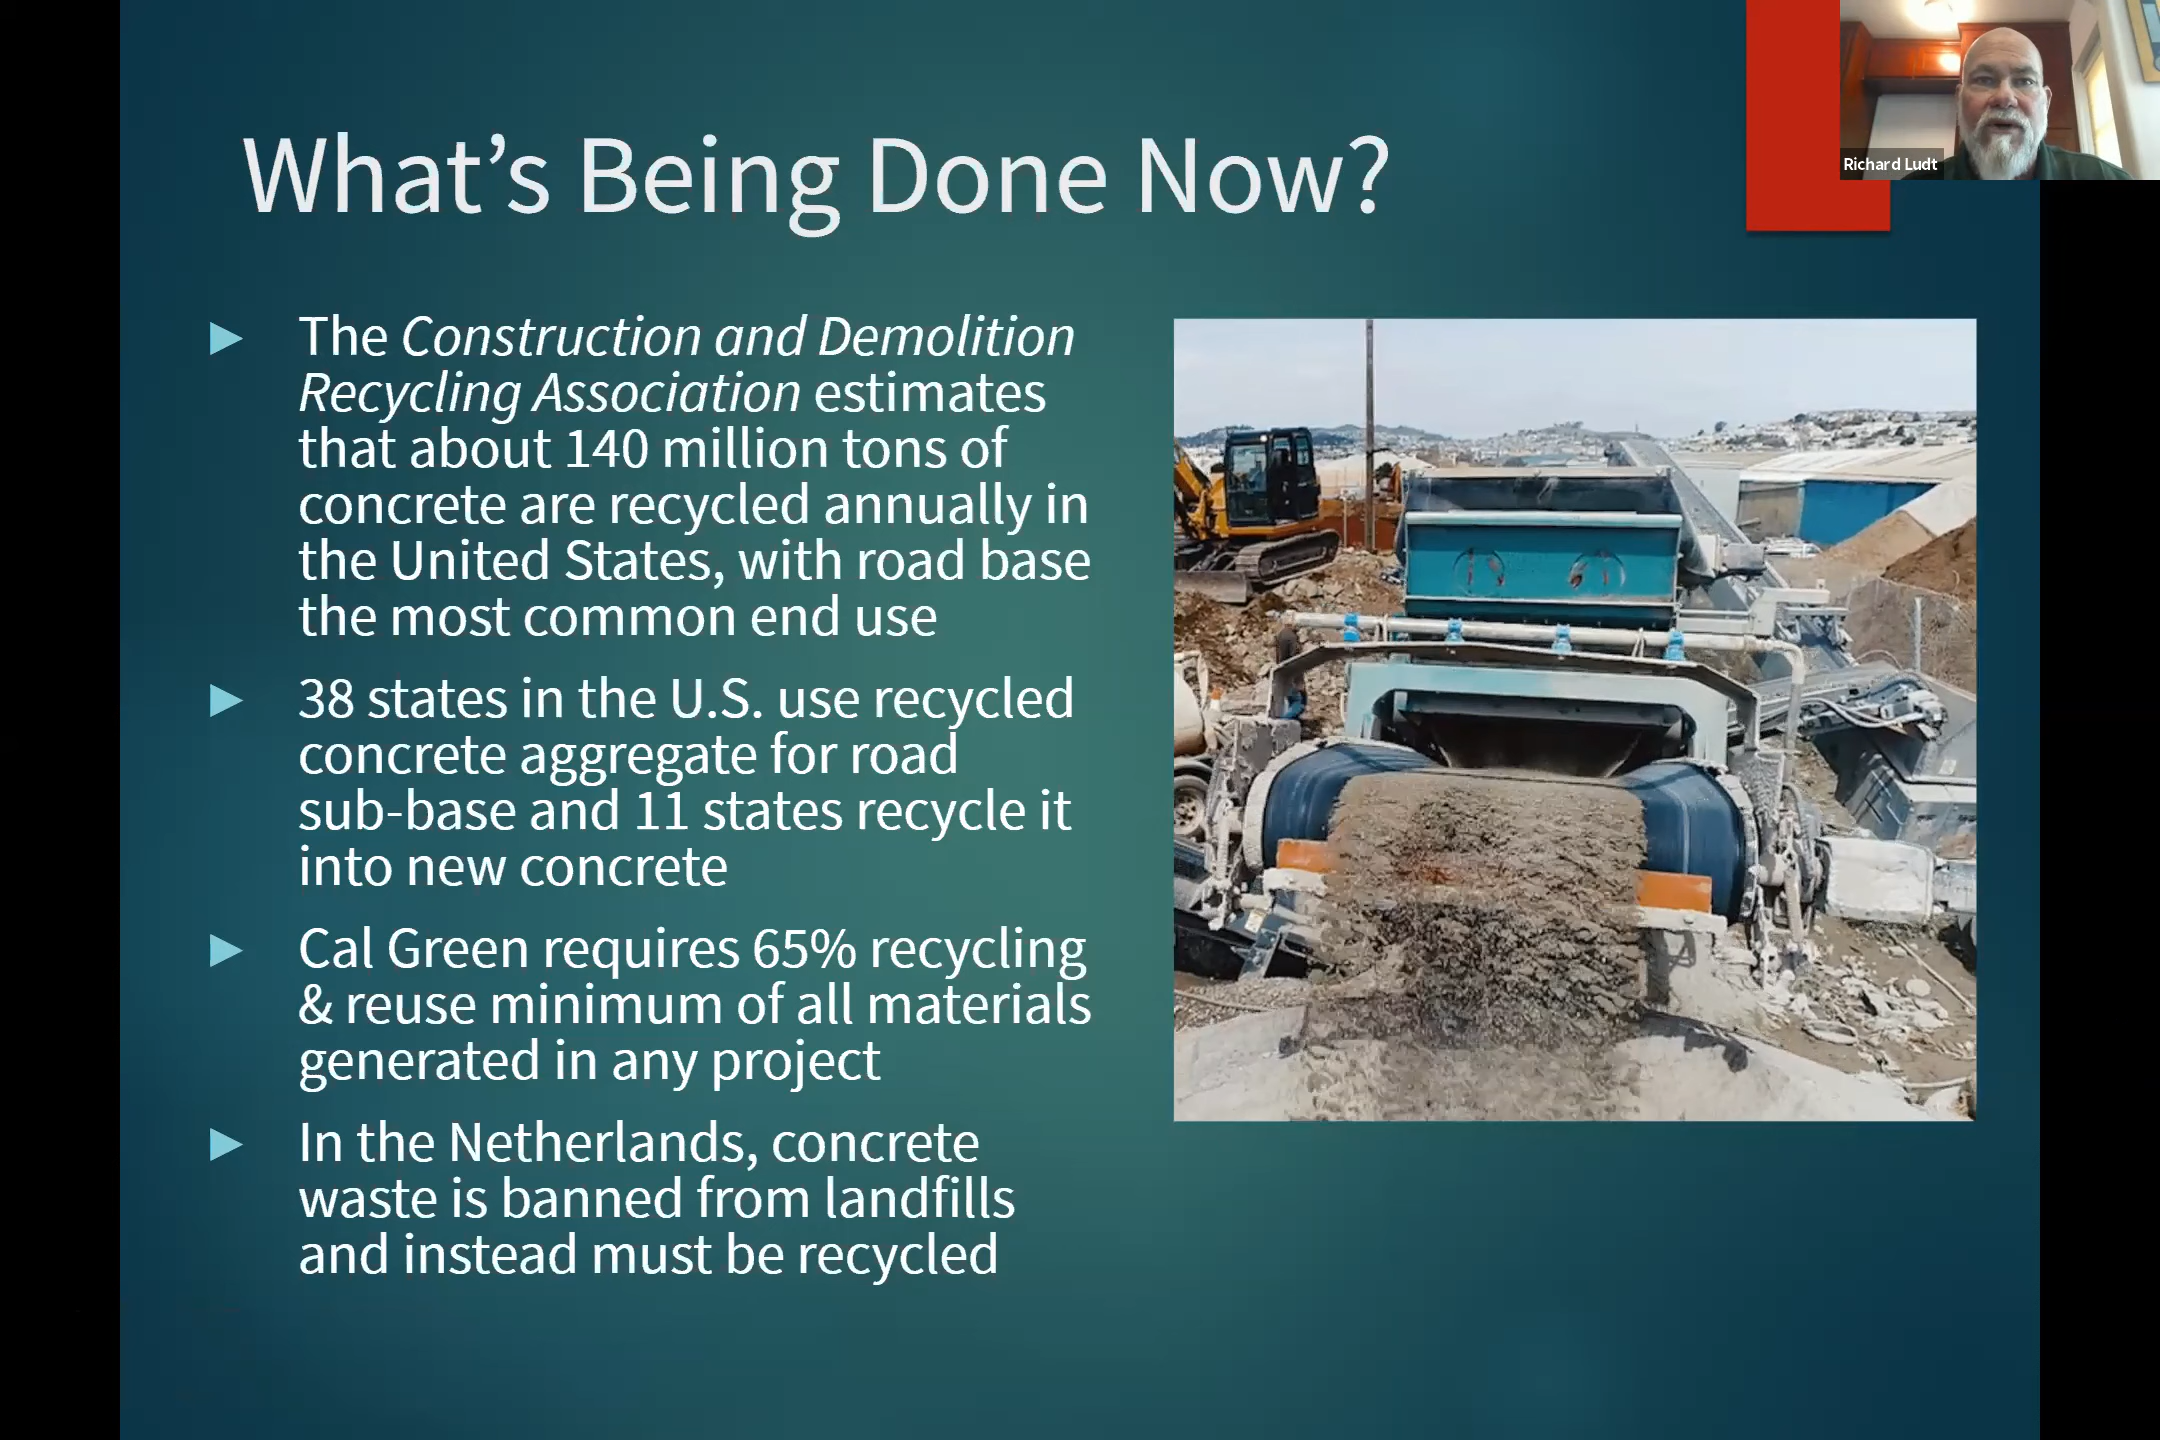 What’s Being Done Now?
Richard Ludt
The Construction and Demolition
Recycling Association estimates
that about 140 million tons of
concrete are recycled annually in
the United States, with road base
the most common end use
38 states in the U.S. use recycled
concrete aggregate for road
sub-base and 11 states recycle it
into new concrete
Cal Green requires 65% recycling
& reuse minimum of all materials
generated in any project
In the Netherlands, concrete
waste is banned from landfills
and instead must be recycled